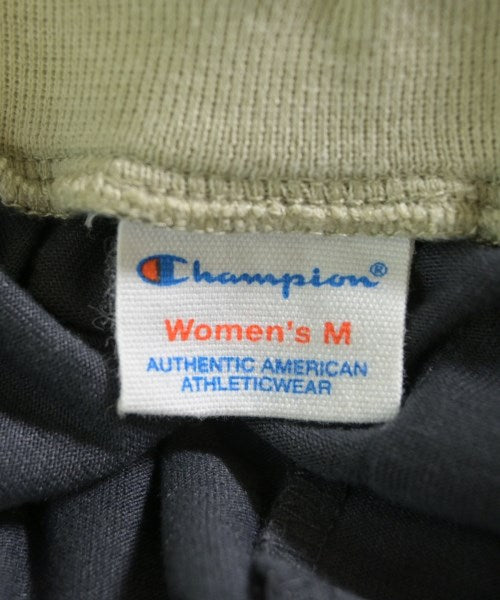 Champion®
Women's M
AUTHENTIC AMERICAN
ATHLETICWEAR